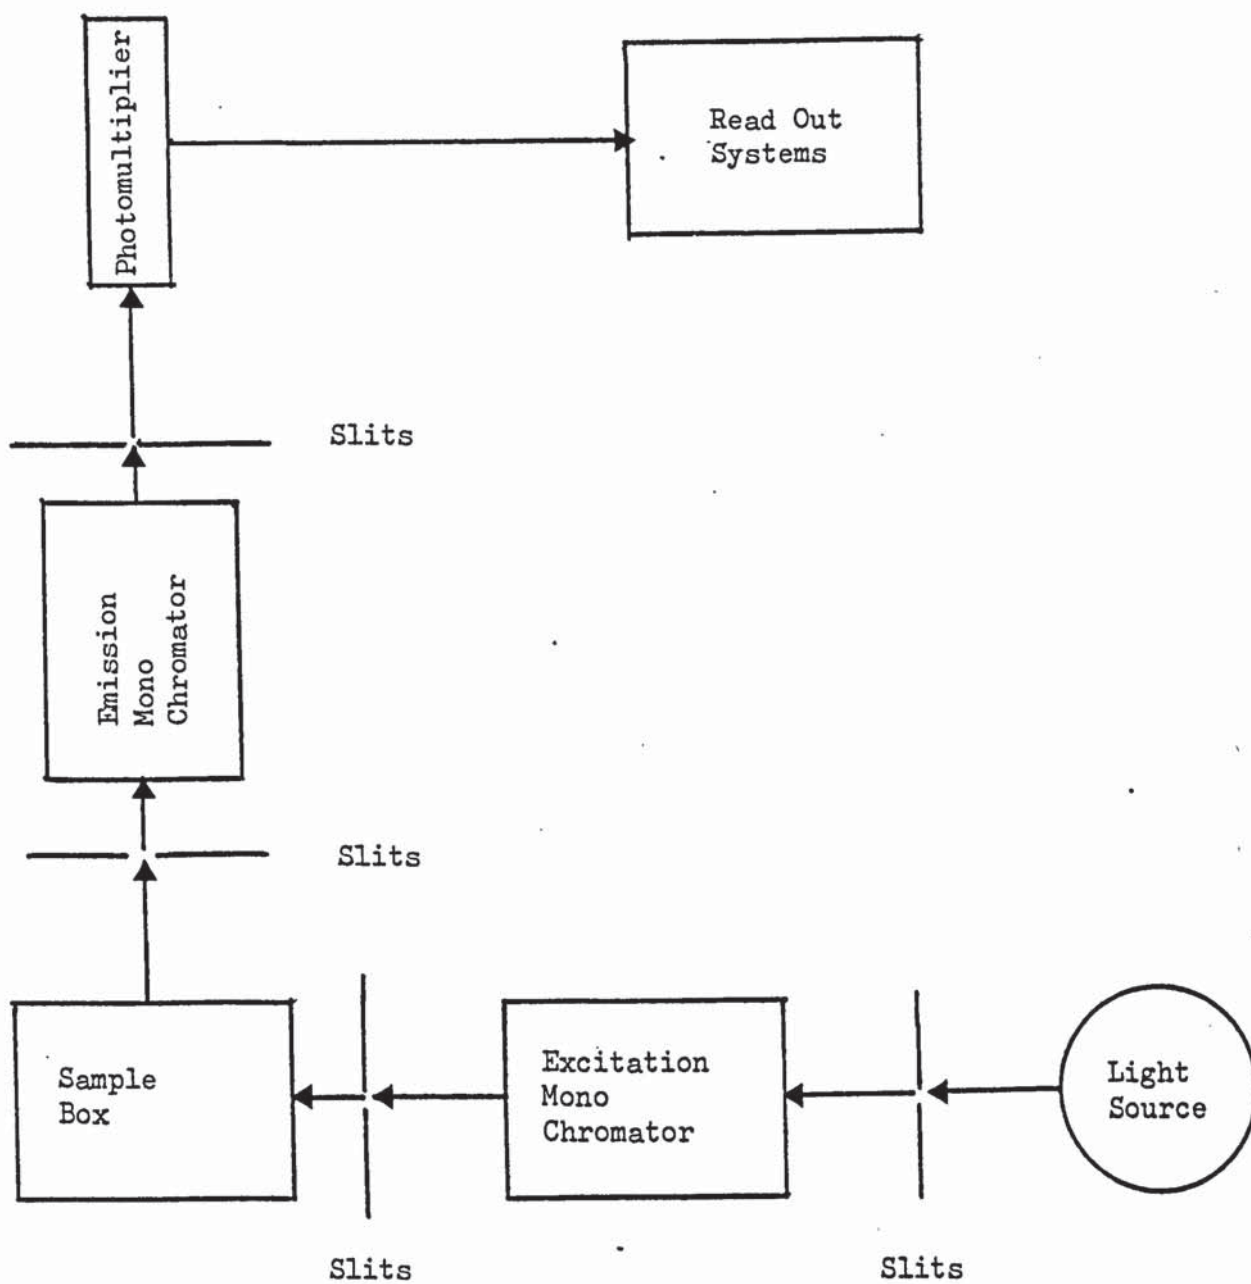 Photomultiplier
Read Out
Systems
Slits
Emission
Mono
Chromator
Slits
Sample
Box
Excitation
Mono
Chromator
Light
Source
Slits
Slits